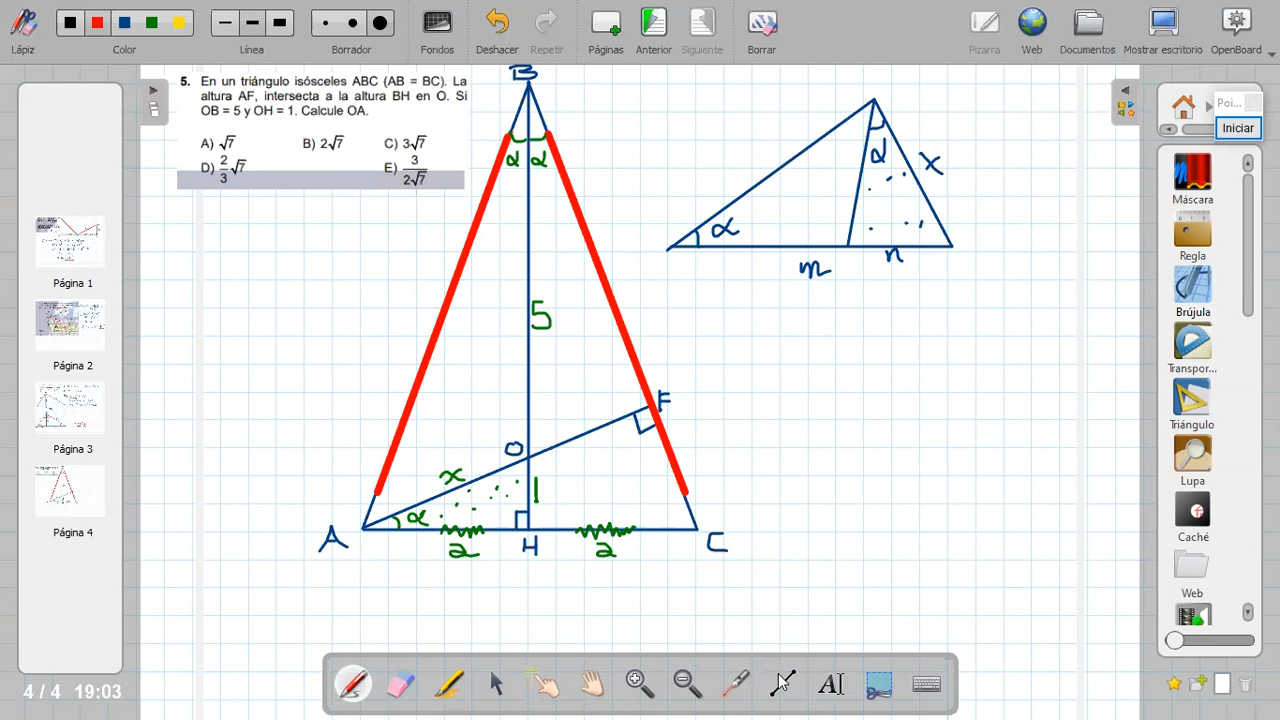 Lápiz
Color
Línea
Borrador
Fondos
Deshacer
Repetir
Páginas
Anterior
Siguiente
Borrar
Pizarra
Web
Documentos
Mostrar escritorio
OpenBoard
5. En un triángulo isósceles ABC (AB = BC). La
altura AF, intersecta a la altura BH en O. Si
OB = 5 y OH = 1. Calcule OA.
A) √7 B) 2√7 C) 3√7
D) 2/3 √7 E) 3/2√7
B
α α
5
F
O
x
1
α
A
2
H
2
C
α
α
x
m
n
Página 1
Página 2
Página 3
Página 4
4 / 4 19:03
Poi...
Iniciar
Máscara
Regla
Brújula
Triángulo
Lupa
Caché
Web